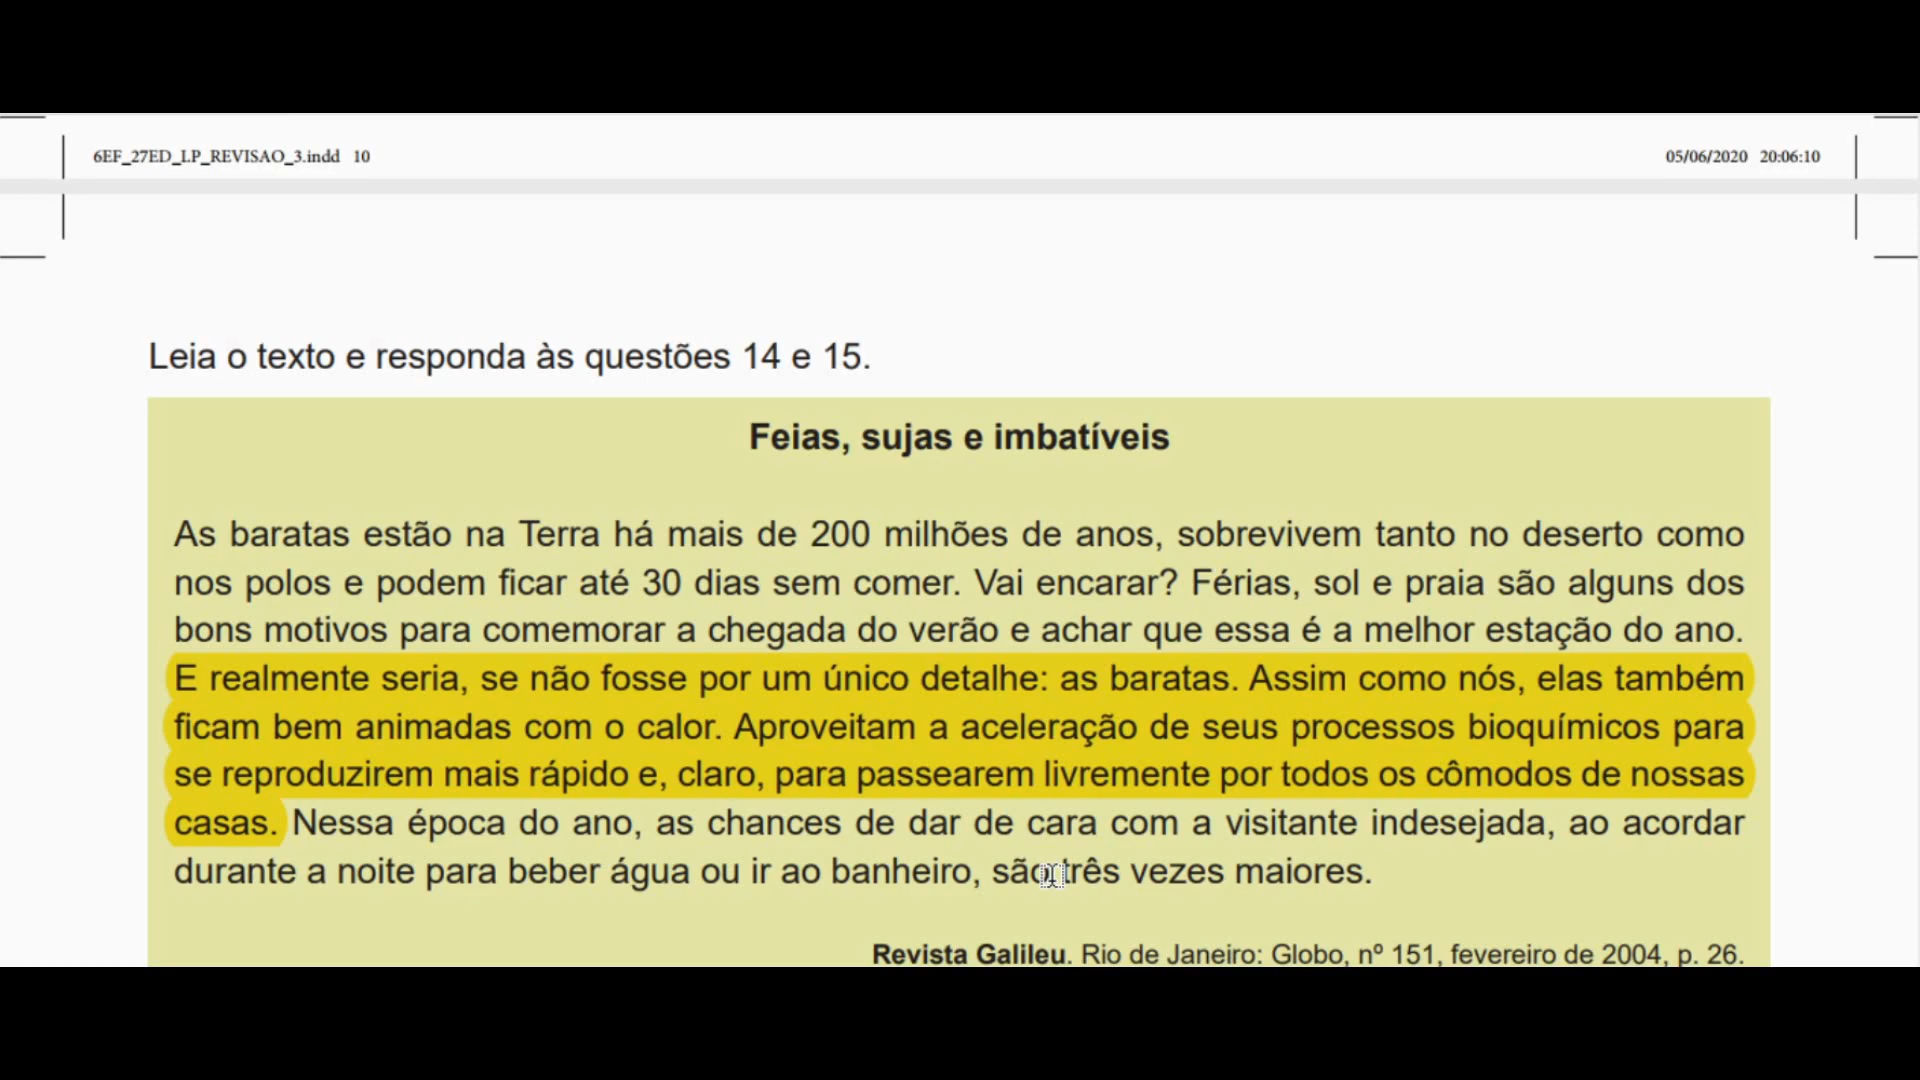 6EF_27ED_LP_REVISAO_3.indd 10
05/06/2020 20:06:10
Leia o texto e responda às questões 14 e 15.
Feias, sujas e imbatíveis
As baratas estão na Terra há mais de 200 milhões de anos, sobrevivem tanto no deserto como
nos polos e podem ficar até 30 dias sem comer. Vai encarar? Férias, sol e praia são alguns dos
bons motivos para comemorar a chegada do verão e achar que essa é a melhor estação do ano.
E realmente seria, se não fosse por um único detalhe: as baratas. Assim como nós, elas também
ficam bem animadas com o calor. Aproveitam a aceleração de seus processos bioquímicos para
se reproduzirem mais rápido e, claro, para passearem livremente por todos os cômodos de nossas
casas. Nessa época do ano, as chances de dar de cara com a visitante indesejada, ao acordar
durante a noite para beber água ou ir ao banheiro, são três vezes maiores.
Revista Galileu. Rio de Janeiro: Globo, nº 151, fevereiro de 2004, p. 26.